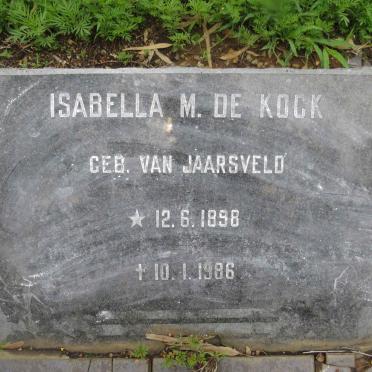 ISABELLA M. DE KOCK
GEB. VAN JAARSVELD
★ 12.6.1898
† 10.1.1986